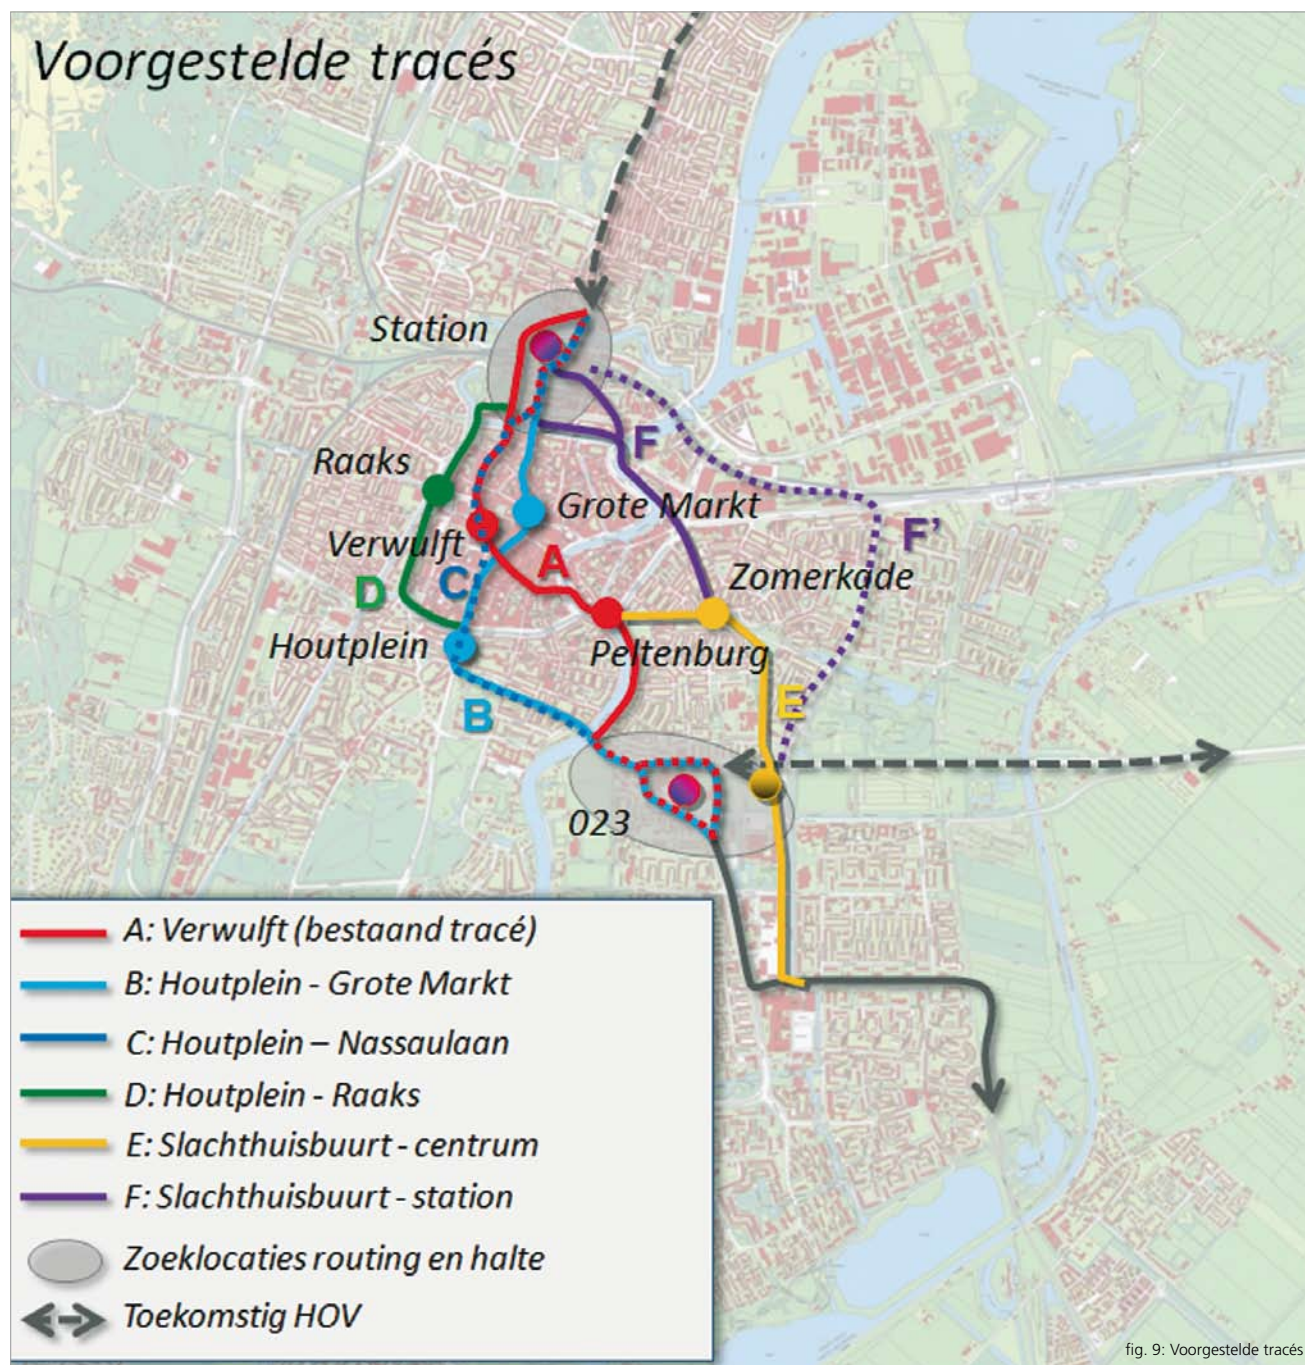 Voorgestelde tracés
Station
Raaks
F
Grote Markt
Verwulft
F’
A
D
C
Zomerkade
Houtplein
Peltenburg
B
E
023
A: Verwulft (bestaand tracé)
B: Houtplein - Grote Markt
C: Houtplein – Nassaulaan
D: Houtplein - Raaks
E: Slachthuisbuurt - centrum
F: Slachthuisbuurt - station
Zoeklocaties routing en halte
Toekomstig HOV
fig. 9: Voorgestelde tracés